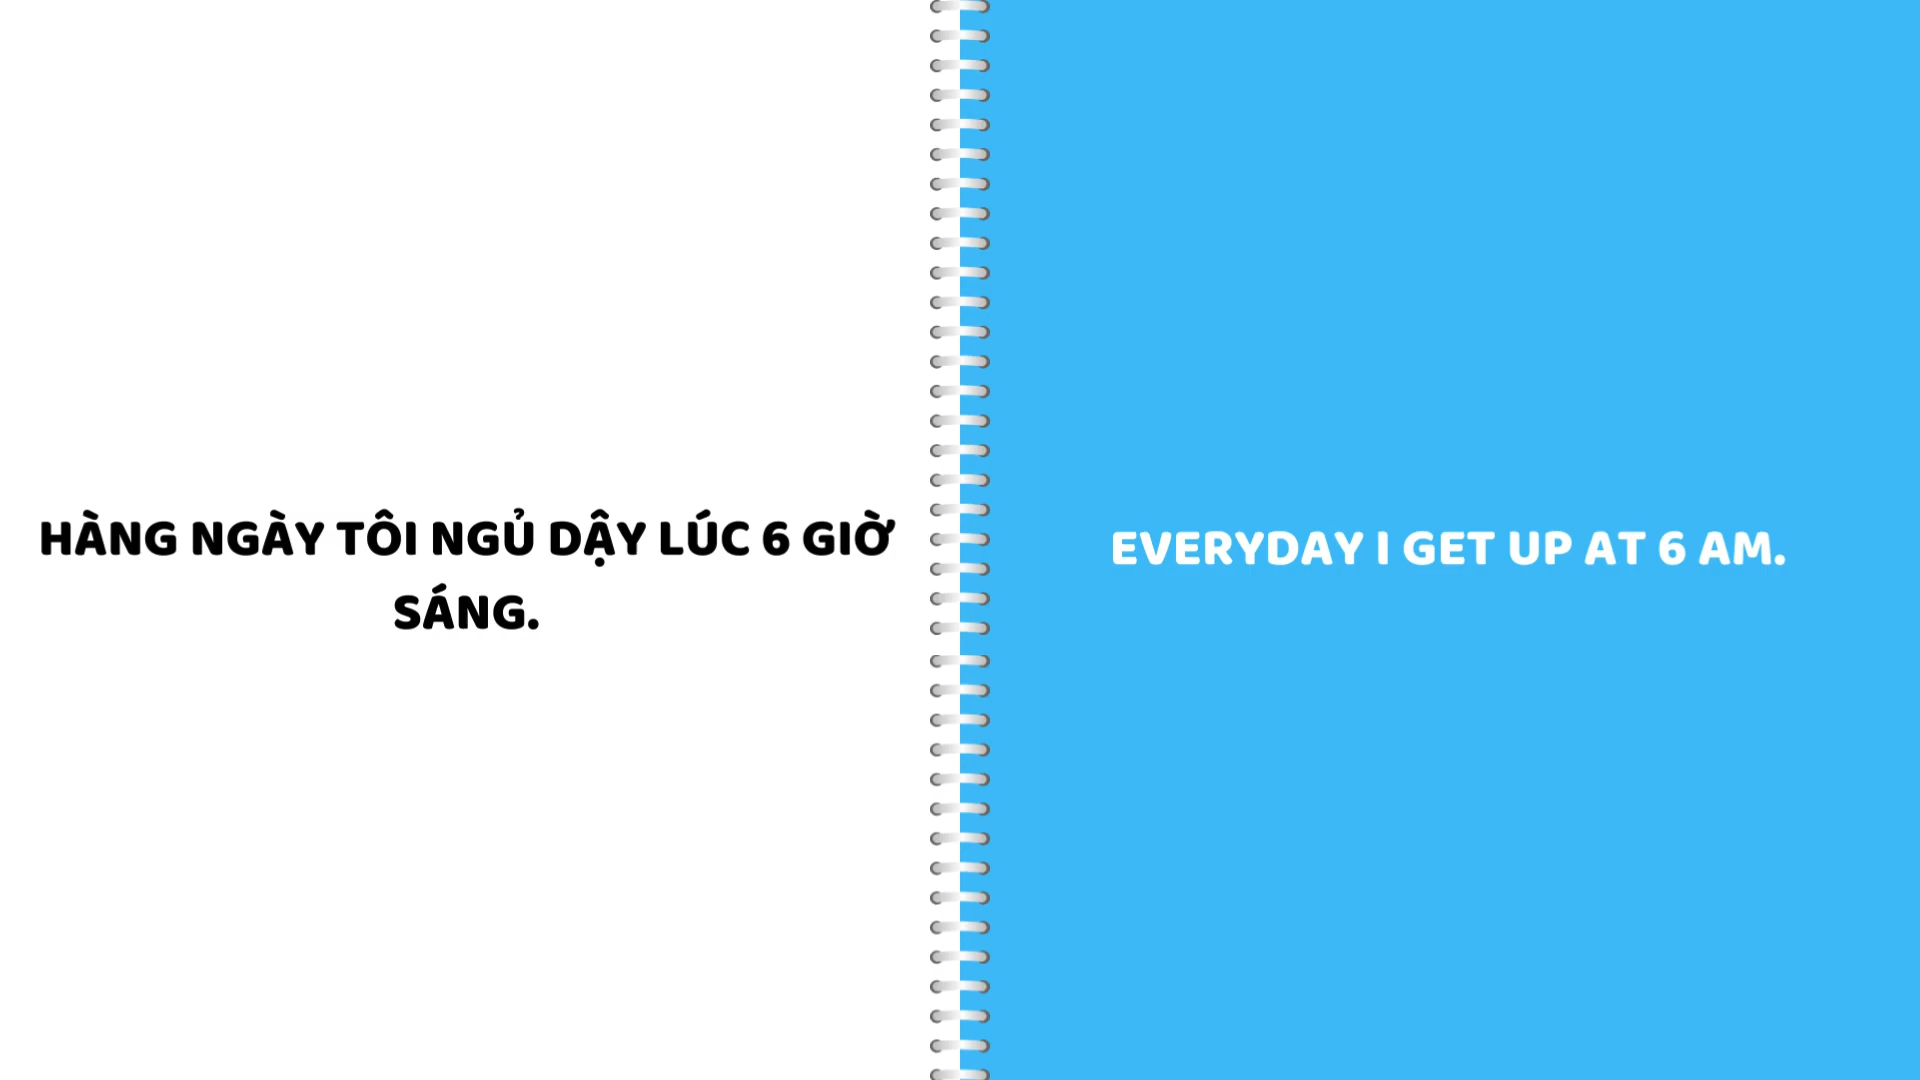 HÀNG NGÀY TÔI NGỦ DẬY LÚC 6 GIỜ
SÁNG.
EVERYDAY I GET UP AT 6 AM.